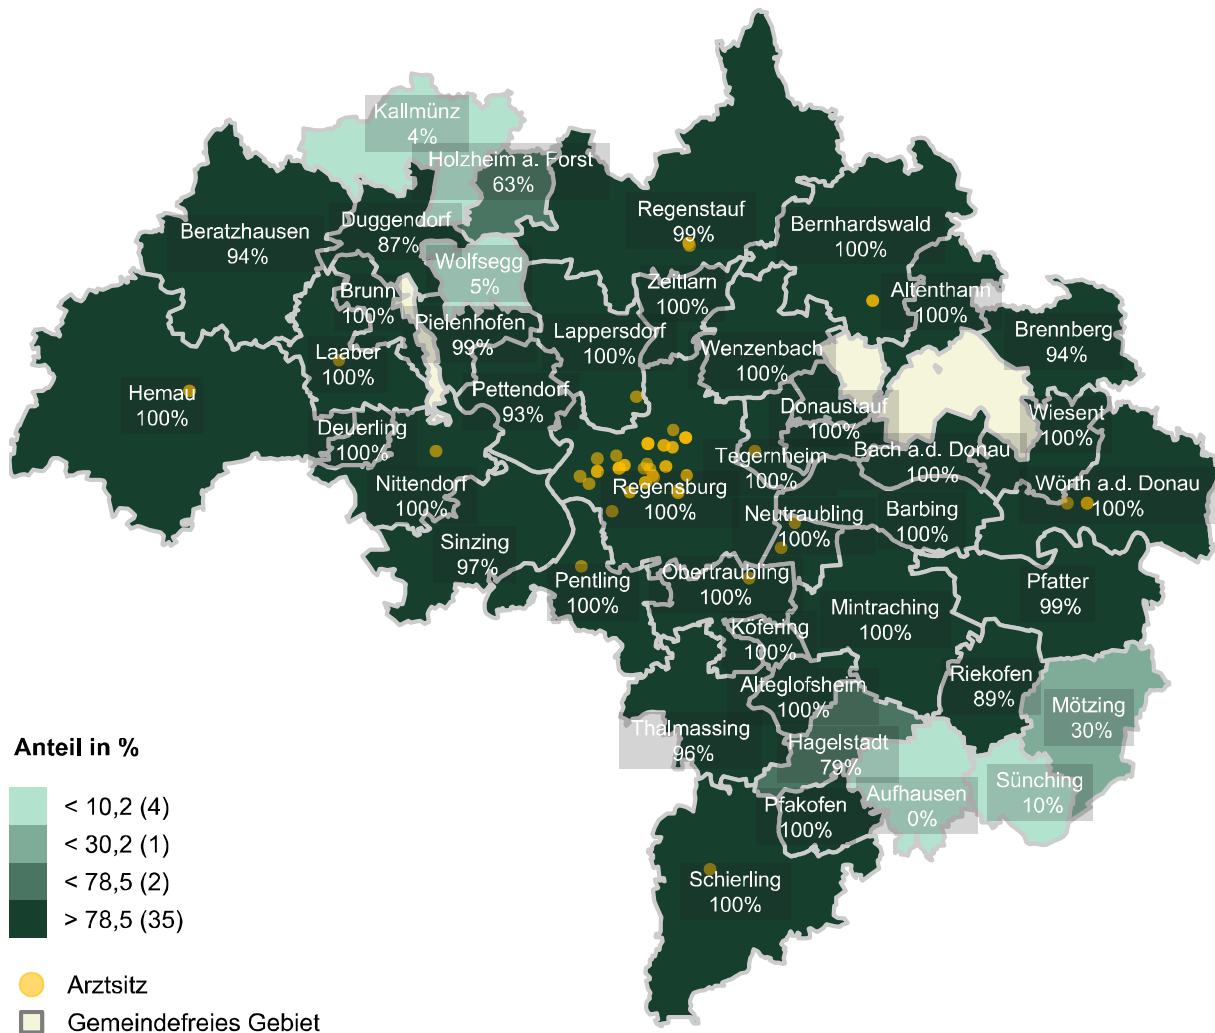 Kallmünz
4%
Holzheim a. Forst
63%
Regenstauf
99%
Duggendorf
87%
Beratzhausen
94%
Bernhardswald
100%
Wolfsegg
5%
Zeitlarn
100%
Altenthann
100%
Brunn
100%
Pielenhofen
99%
Lappersdorf
100%
Brennberg
94%
Laaber
100%
Wenzenbach
100%
Hemau
100%
Pettendorf
93%
Donaustauf
100%
Wiesent
100%
Deuerling
100%
Tegernheim
100%
Bach a.d. Donau
100%
Nittendorf
100%
Regensburg
100%
Wörth a.d. Donau
100%
Neutraubling
100%
Barbing
100%
Sinzing
97%
Pentling
100%
Obertraubling
100%
Pfatter
99%
Mintraching
100%
Köfering
100%
Riekofen
89%
Alteglofsheim
100%
Mötzing
30%
Thalmassing
96%
Hagelstadt
79%
Sünching
10%
Aufhausen
0%
Pfakofen
100%
Schierling
100%
Anteil in %
< 10,2 (4)
< 30,2 (1)
< 78,5 (2)
> 78,5 (35)
Arztsitz
Gemeindefreies Gebiet